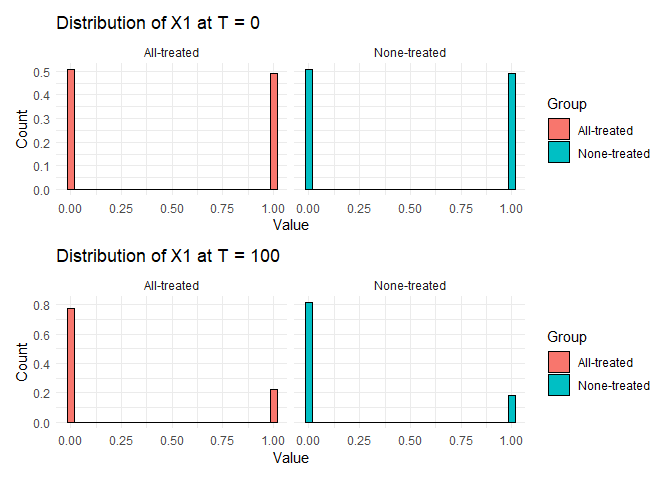 Distribution of X1 at T = 0
All-treated None-treated
Count
0.5
0.4
0.3
0.2
0.1
0.0
0.00 0.25 0.50 0.75 1.00 0.00 0.25 0.50 0.75 1.00
Value
Group
All-treated
None-treated
Distribution of X1 at T = 100
All-treated None-treated
Count
0.8
0.6
0.4
0.2
0.0
0.00 0.25 0.50 0.75 1.00 0.00 0.25 0.50 0.75 1.00
Value
Group
All-treated
None-treated